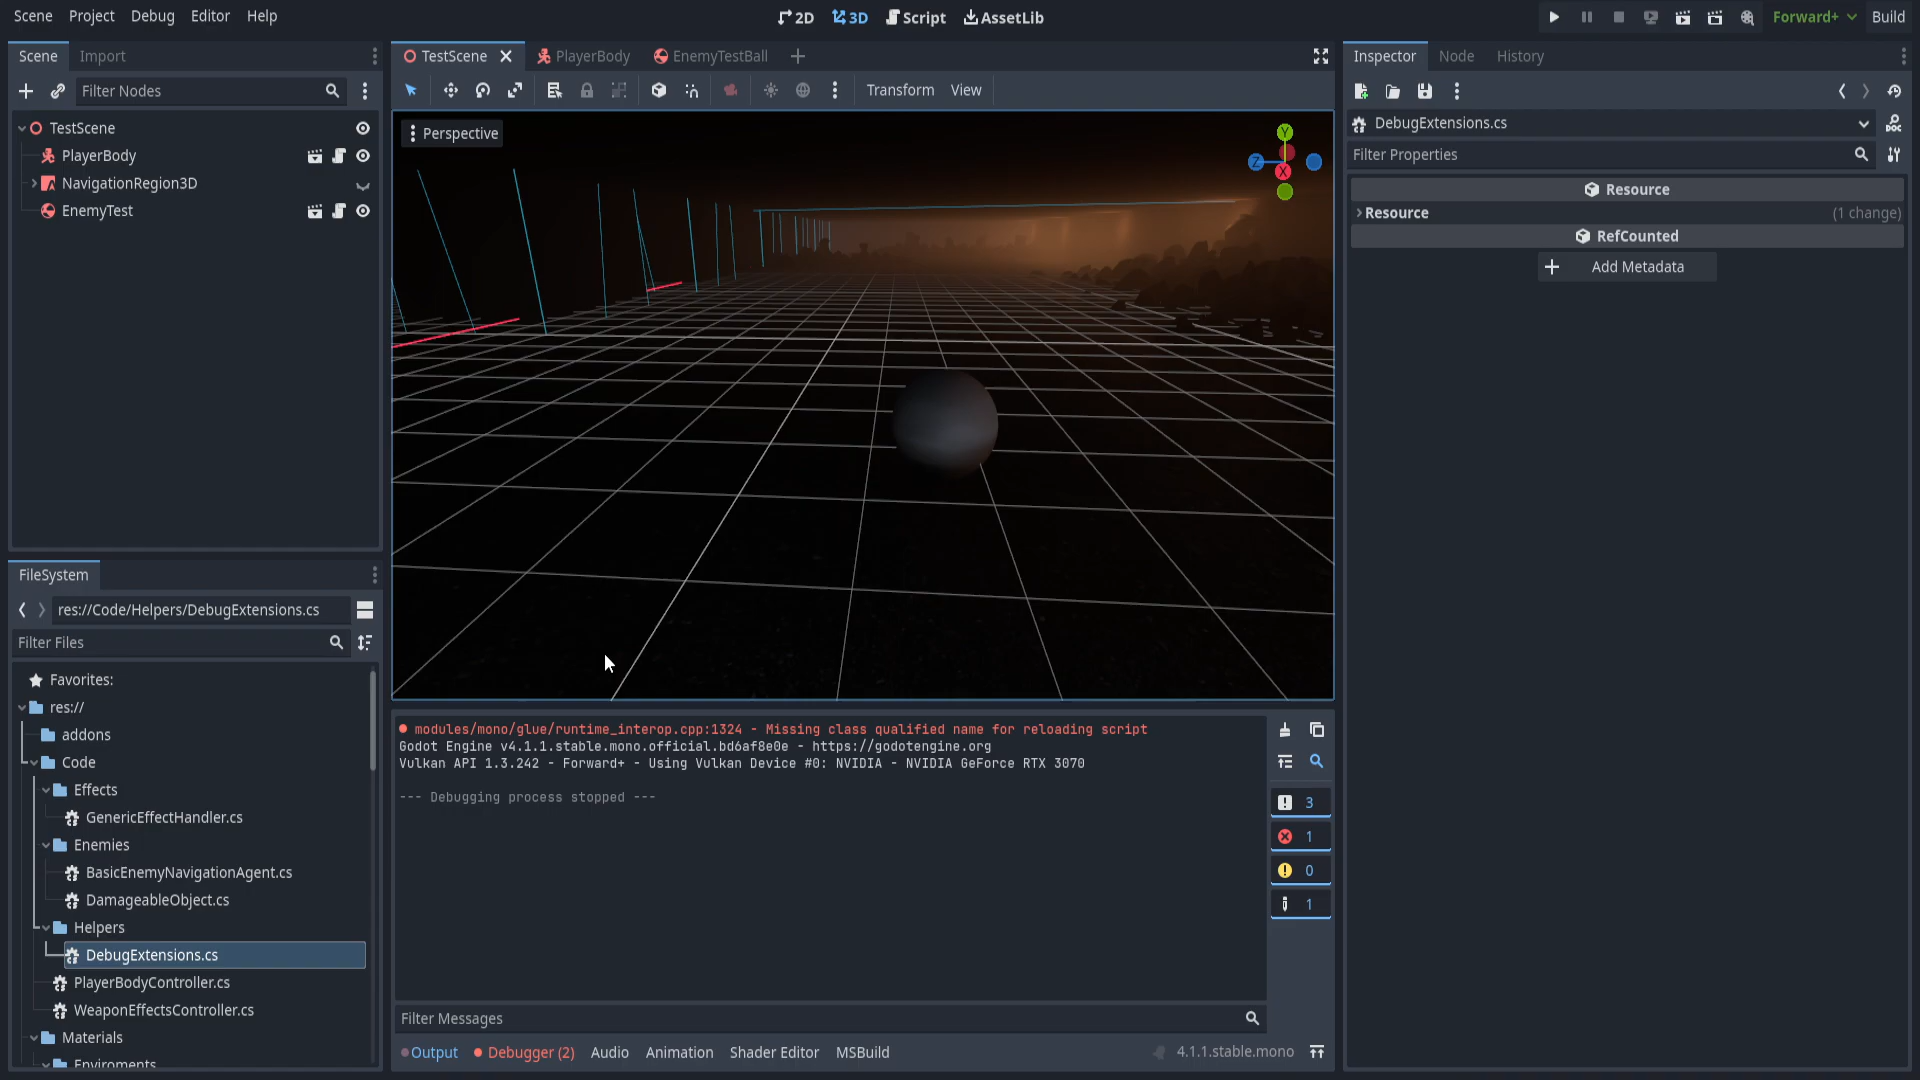 Scene Project Debug Editor Help
2D 3D Script AssetLib
Forward+ Build
Scene Import
Filter Nodes
TestScene
PlayerBody
NavigationRegion3D
EnemyTest
FileSystem
res://Code/Helpers/DebugExtensions.cs
Filter Files
Favorites:
res://
addons
Code
Effects
GenericEffectHandler.cs
Enemies
BasicEnemyNavigationAgent.cs
DamageableObject.cs
Helpers
DebugExtensions.cs
PlayerBodyController.cs
WeaponEffectsController.cs
Materials
Enviroments
TestScene PlayerBody EnemyTestBall
Transform View
Perspective
Y
Z
X
modules/mono/glue/runtime_interop.cpp:1324 - Missing class qualified name for reloading script
Godot Engine v4.1.1.stable.mono.official.bd6af8e0e - https://godotengine.org
Vulkan API 1.3.242 - Forward+ - Using Vulkan Device #0: NVIDIA - NVIDIA GeForce RTX 3070
--- Debugging process stopped ---
3
1
0
1
Filter Messages
Output Debugger (2) Audio Animation Shader Editor MSBuild 4.1.1.stable.mono
Inspector Node History
DebugExtensions.cs
Filter Properties
Resource
Resource (1 change)
RefCounted
Add Metadata